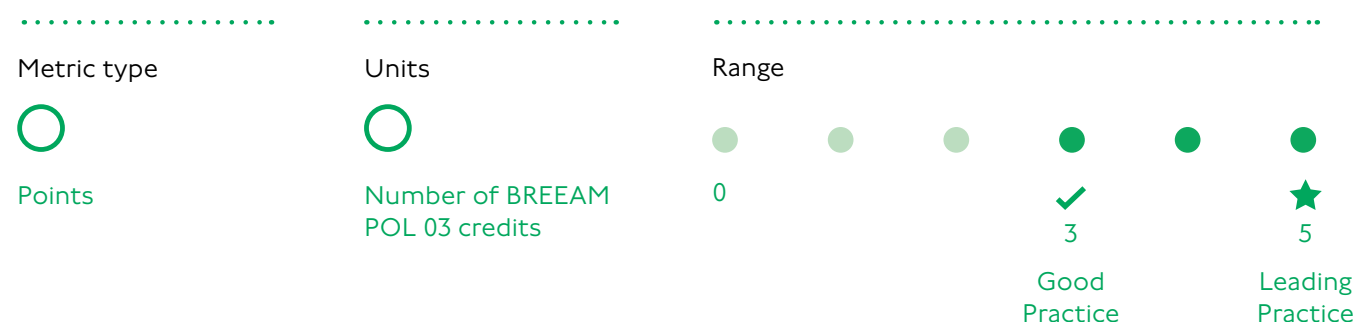 Metric type
Points
Units
Number of BREEAM
POL 03 credits
Range
0
3
Good
Practice
5
Leading
Practice